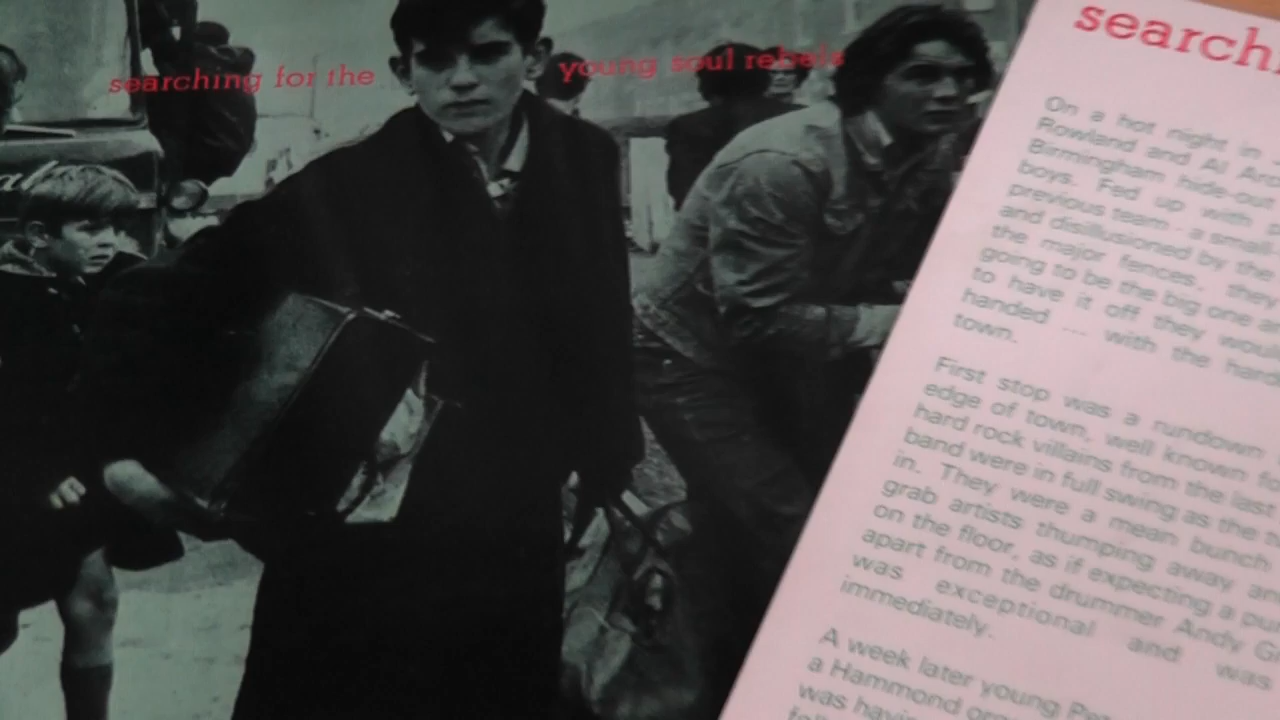 searching for the young soul rebels
searchi
On a hot night in
Rowland and Al Arc
Birmingham hide-out
boys. Fed up with
previous team - a small
and disillusioned by the
the major fences, they
going to be the big one a
to have it off they would
handed --- with the hard
town.
First stop was a rundown
edge of town, well known fo
hard rock villains from the last
band were in full swing as the
in. They were a mean bunch
grab artists thumping away an
on the floor, as if expecting a
apart from the drummer Andy G
was exceptional and was
immediately.
A week later young
a Hammond
was